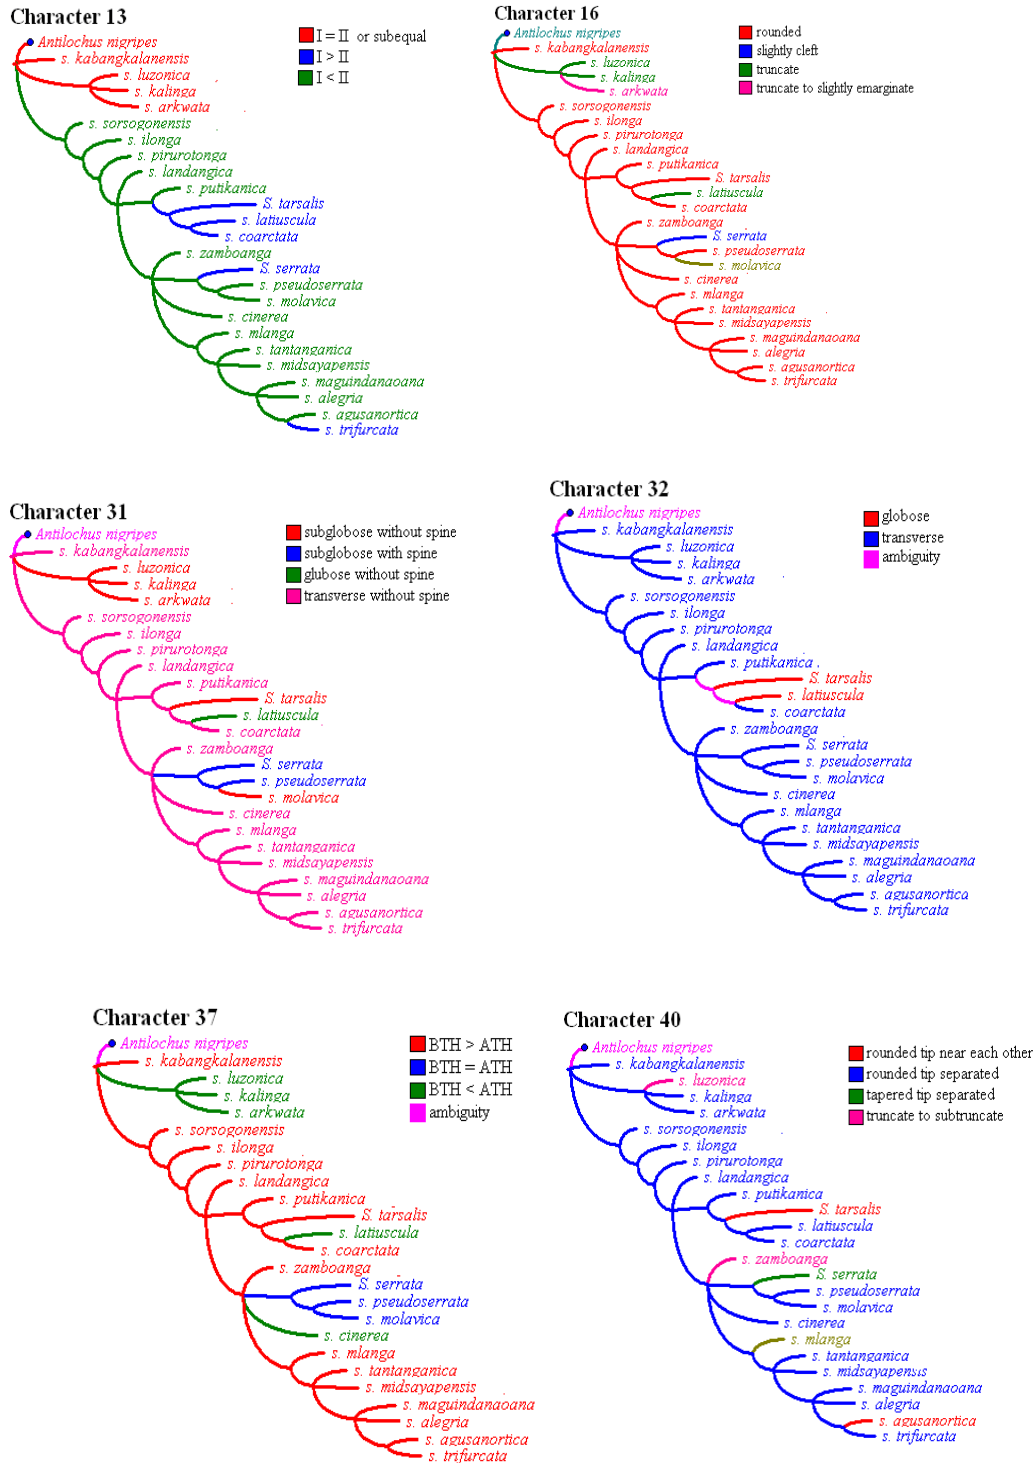 Character 13
Antilochus nigripes
s. kabangkalanensis
s. luzonica
s. kalinga
s. arkwata
s. sorsogonensis
s. ilonga
s. pirurotonga
s. landangica
s. putikanica
S. tarsalis
s. latiuscula
s. coarctata
s. zamboanga
S. serrata
s. pseudoserrata
s. molavica
s. cinerea
s. mlanga
s. tantanganica
s. midsayapensis
s. maguindanaoana
s. alegria
s. agusanortica
s. trifurcata
I = II or subequal
I > II
I < II
Character 16
Antilochus nigripes
s. kabangkalanensis
s. luzonica
s. kalinga
s. arkwata
s. sorsogonensis
s. ilonga
s. pirurotonga
s. landangica
s. putikanica
S. tarsalis
s. latiuscula
s. coarctata
s. zamboanga
S. serrata
s. pseudoserrata
s. molavica
s. cinerea
s. mlanga
s. tantanganica
s. midsayapensis
s. maguindanaoana
s. alegria
s. agusanortica
s. trifurcata
rounded
slightly cleft
truncate
truncate to slightly emarginate
Character 31
Antilochus nigripes
s. kabangkalanensis
s. luzonica
s. kalinga
s. arkwata
s. sorsogonensis
s. ilonga
s. pirurotonga
s. landangica
s. putikanica
S. tarsalis
s. latiuscula
s. coarctata
s. zamboanga
S. serrata
s. pseudoserrata
s. molavica
s. cinerea
s. mlanga
s. tantanganica
s. midsayapensis
s. maguindanaoana
s. alegria
s. agusanortica
s. trifurcata
subglobose without spine
subglobose with spine
glubose without spine
transverse without spine
Character 32
Antilochus nigripes
s. kabangkalanensis
s. luzonica
s. kalinga
s. arkwata
s. sorsogonensis
s. ilonga
s. pirurotonga
s. landangica
s. putikanica
S. tarsalis
s. latiuscula
s. coarctata
s. zamboanga
S. serrata
s. pseudoserrata
s. molavica
s. cinerea
s. mlanga
s. tantanganica
s. midsayapensis
s. maguindanaoana
s. alegria
s. agusanortica
s. trifurcata
globose
transverse
ambiguity
Character 37
Antilochus nigripes
s. kabangkalanensis
s. luzonica
s. kalinga
s. arkwata
s. sorsogonensis
s. ilonga
s. pirurotonga
s. landangica
s. putikanica
S. tarsalis
s. latiuscula
s. coarctata
s. zamboanga
S. serrata
s. pseudoserrata
s. molavica
s. cinerea
s. mlanga
s. tantanganica
s. midsayapensis
s. maguindanaoana
s. alegria
s. agusanortica
s. trifurcata
BTH > ATH
BTH = ATH
BTH < ATH
ambiguity
Character 40
Antilochus nigripes
s. kabangkalanensis
s. luzonica
s. kalinga
s. arkwata
s. sorsogonensis
s. ilonga
s. pirurotonga
s. landangica
s. putikanica
S. tarsalis
s. latiuscula
s. coarctata
s. zamboanga
S. serrata
s. pseudoserrata
s. molavica
s. cinerea
s. mlanga
s. tantanganica
s. midsayapensis
s. maguindanaoana
s. alegria
s. agusanortica
s. trifurcata
rounded tip near each other
rounded tip separated
tapered tip separated
truncate to subtruncate